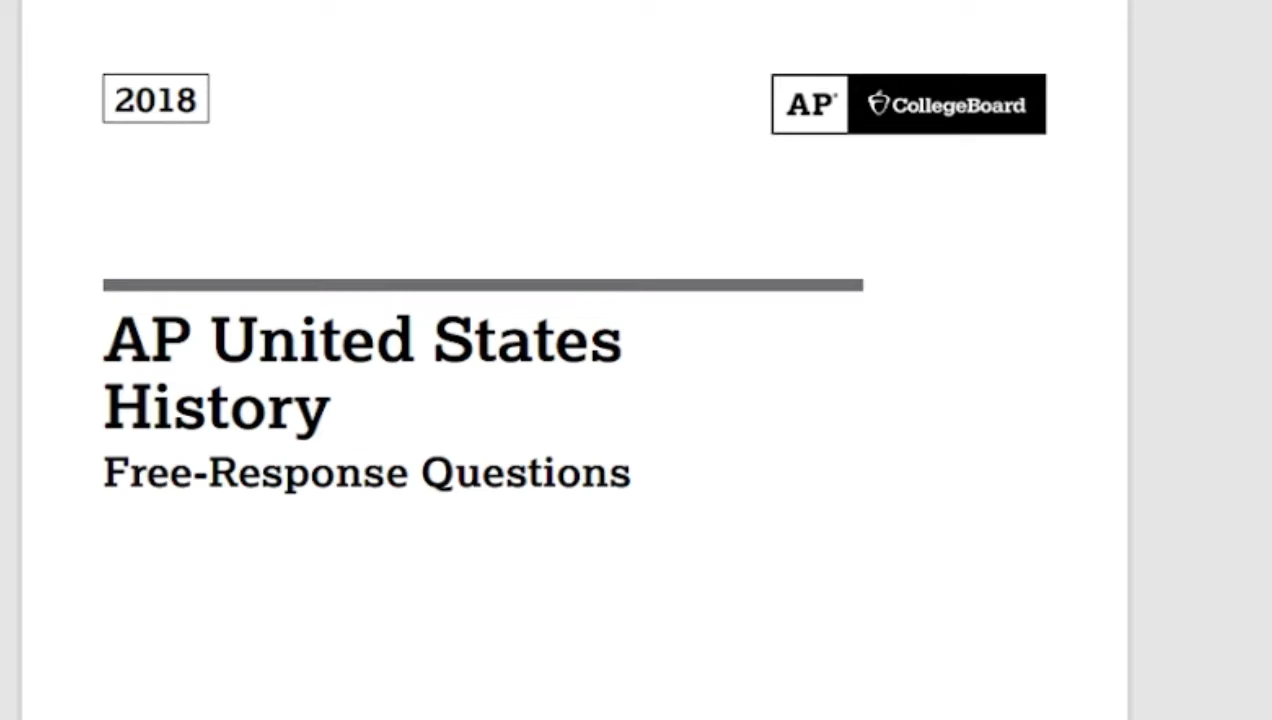 2018
AP® CollegeBoard
AP United States
History
Free-Response Questions